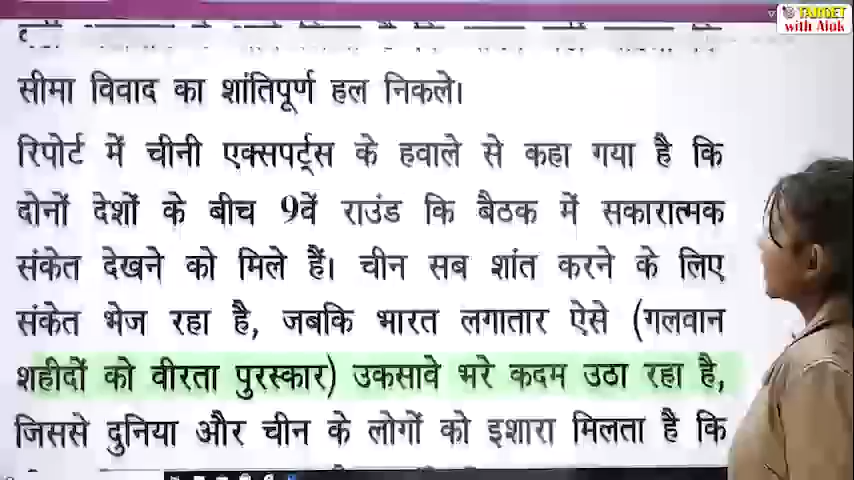 TARGET
with Alok
सीमा विवाद का शांतिपूर्ण हल निकले।
रिपोर्ट में चीनी एक्सपर्ट्स के हवाले से कहा गया है कि
दोनों देशों के बीच 9वें राउंड कि बैठक में सकारात्मक
संकेत देखने को मिले हैं। चीन सब शांत करने के लिए
संकेत भेज रहा है, जबकि भारत लगातार ऐसे (गलवान
शहीदों को वीरता पुरस्कार) उकसावे भरे कदम उठा रहा है,
जिससे दुनिया और चीन के लोगों को इशारा मिलता है कि